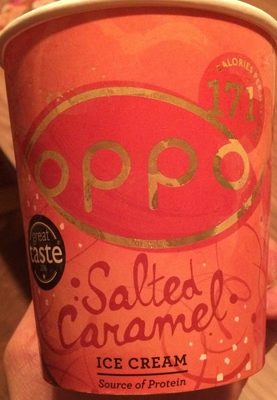 CALORIES PER
171
oppo
great
taste
Salted
Caramel
ICE CREAM
Source of Protein